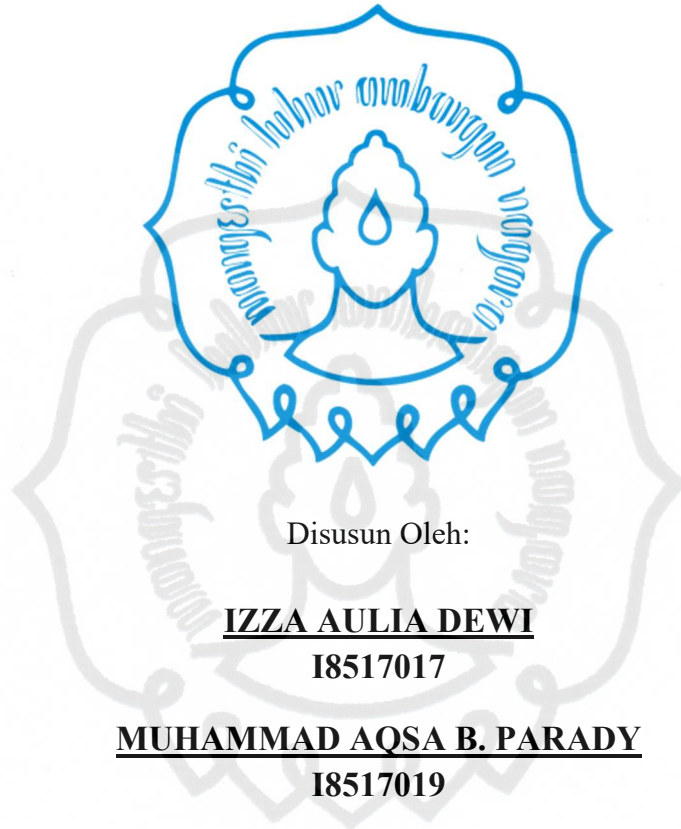 mangesthi luhur ambangun nagara
Disusun Oleh:
IZZA AULIA DEWI
I8517017
MUHAMMAD AQSA B. PARADY
I8517019